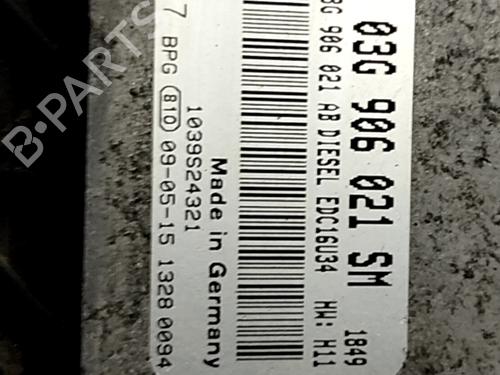 03G 906 021 SM 1849
3G 906 021 AB DIESEL EDC16U34 HW: H11
Made in Germany
1039S24321
7 BPG 810 09-05-15 1328 0094
B-PARTS